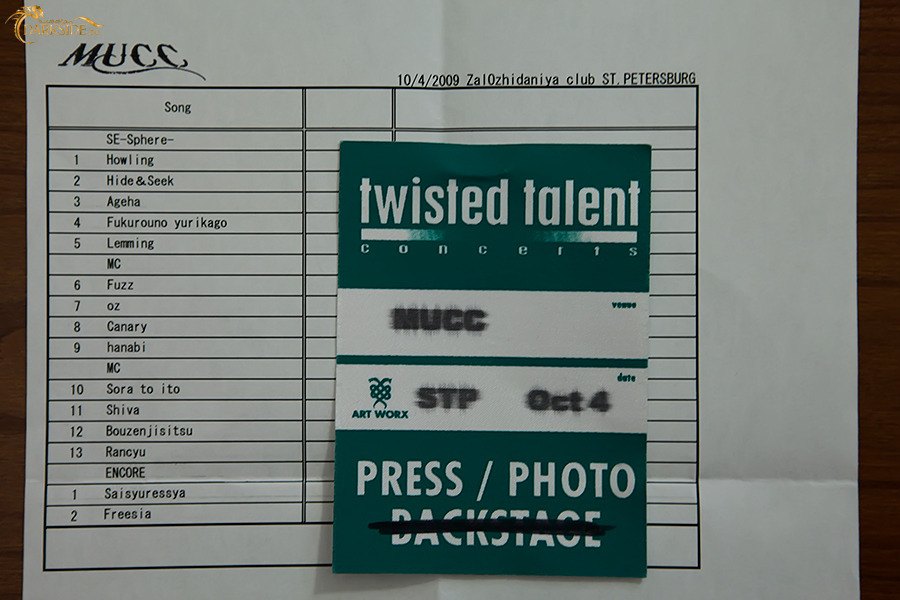 MUCC
10/4/2009 ZalOzhidaniya club ST.PETERSBURG
Song
SE-Sphere-
1 Howling
2 Hide&Seek
3 Ageha
4 Fukurouno yurikago
5 Lemming
MC
6 Fuzz
7 oz
8 Canary
9 hanabi
MC
10 Sora to ito
11 Shiva
12 Bouzenjisitsu
13 Rancyu
ENCORE
1 Saisyuressya
2 Freesia
twisted talent
concerts
venue
MUCC
date
ART WORX
STP Oct 4
PRESS / PHOTO
BACKSTAGE